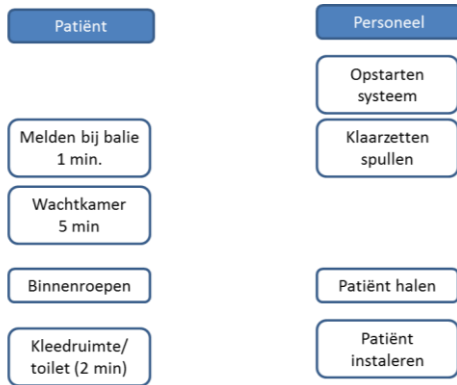 Patiënt
Personeel
Opstarten
systeem
Melden bij balie
1 min.
Klaarzetten
spullen
Wachtkamer
5 min
Binnenroepen
Patiënt halen
Kleedruimte/
toilet (2 min)
Patiënt
instaleren